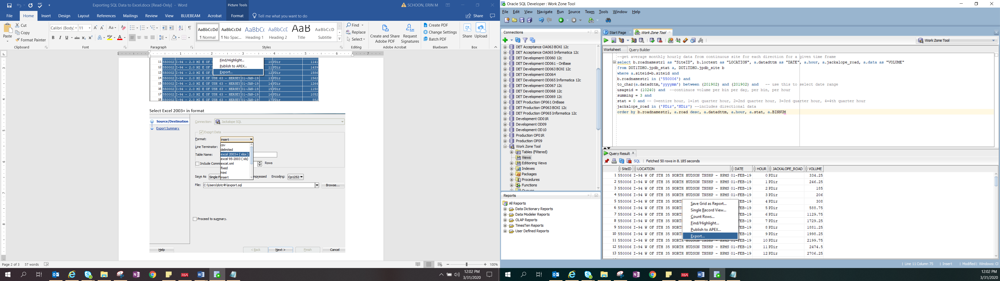 Exporting SQL Data to Excel.docx [Read-Only] - Word
Picture Tools
SCHOON, ERIN M
File Home Insert Design Layout References Mailings Review View BLUEBEAM Acrobat Format Tell me what you want to do Share
Paste
Cut
Copy
Format Painter
Calibri (Body) 11
AaBbCcDd AaBbCcDd AaBbCc AaBbCcD AaB AaBbCcD
¶ Normal ¶ No Spac... Heading 1 Heading 2 Title Subtitle
Find
Replace
Select
Create and Share Adobe PDF
Request Signatures
Create PDF
Change Settings
Batch PDF
Share Upload
Clipboard Font Paragraph Styles Editing Adobe Acrobat Bluebeam Box
Find/Highlight...
Publish to APEX...
Export...
11 550002 I-94 - 2.0 MI E OF U 10 PDir 1141
12 550002 I-94 - 2.0 MI E OF U 11 PDir 1439
13 550002 I-94 - 2.0 MI E OF U 12 PDir 1586
14 550002 I-94 - 2.0 MI E OF USH 63 - HERSEY 01-JAN-19 13 PDir 1562
15 550002 I-94 - 2.0 MI E OF USH 63 - HERSEY 01-JAN-19 14 PDir 1264
16 550002 I-94 - 2.0 MI E OF USH 63 - HERSEY 01-JAN-19 15 PDir 1150
17 550002 I-94 - 2.0 MI E OF USH 63 - HERSEY 01-JAN-19 16 PDir 1052
18 550002 I-94 - 2.0 MI E OF USH 63 - HERSEY 01-JAN-19 17 PDir 882
Select Excel 2003+ in format
Source/Destination
Export Summary
Connection: Jackalope SQL
Export Data
Format: insert
csv
delimited
excel 2003+ ( xlsx )
excel 95-2003 ( xls)
excel.xml
fixed
html
insert
Line Terminator:
Table Name:
Include Comm
Rows
Save As Single Fi mpressed Encoding: Cp1252
File: C:\Users\dotc4h\export.sql Browse...
Proceed to summary.
Help < Back Next > Finish Cancel
Page 2 of 3 57 words 100%
12:02 PM
3/31/2020
Oracle SQL Developer : Work Zone Tool
File Edit View Navigate Run Source Team Tools Window Help
Connections
DET Acceptance OA063 BOXI 12c
DET Acceptance OA065 Informatica 12c
DET Development OD060 12c
DET Development OD061 - OnBase
DET Development OD063 BOXI 12c
DET Development OD064
DET Development OD065 Informatica 12c
DET Development OD067 12c
DET Development OD068 12c
DET Development OD069 12c
DET Production OP061 OnBase
DET Production OP063 BOXI 12c
DET Production OP065 Informatica 12c
Development OD01R
Development OD09
Development OD10
Production OP01R
Production OP09
Work Zone Tool
Tables (Filtered)
Views
Editioning Views
Indexes
Packages
Procedures
Functions
Queues
Reports
All Reports
Data Dictionary Reports
Data Modeler Reports
OLAP Reports
TimesTen Reports
User Defined Reports
Start Page Work Zone Tool
Work Zone Tool
Worksheet Query Builder
--get average monthly hourly data from continuous site for each direction for a given time frame
select b.roadnamestrl as "SiteID", b.loctext as "LOCATION", a.datadttm as "DATE", a.hour, a.jackalope_road, a.data as "VOLUME"
from DOT1TDHO.jpdb_stat a, DOT1TDHO.jpdb_site b
where a.siteid=b.siteid and
b.roadnamestrl in ('550006') and
to_char(a.datadttm,'yyyymm') between (201902) and (201902) and -- use this to select date range
usageid = (10240) and --continuos volume per bin per day, per bin, per hour
summing = 3 and
stat = 0 and -- 0=entire hour, 1=1st quarter hour, 2=2nd quarter hour, 3=3rd quarter hour, 4=4th quarter hour
jackalope_road in ('PDir','NDir') --includes directional data
order by b.roadnamestrl, a.road desc, a.datadttm, a.hour, a.stat, a.BINNUM
Query Result
SQL | Fetched 50 rows in 8.185 seconds
SiteID LOCATION DATE HOUR JACKALOPE_ROAD VOLUME
1 550006 I-94 W OF STH 35 NORTH HUDSON TNSHP - HPMS 01-FEB-19 0 PDir 334.25
2 550006 I-94 W OF STH 35 NORTH HUDSON TNSHP - HPMS 01-FEB-19 1 PDir 246.25
3 550006 I-94 W OF STH 35 NORTH HUDSON TNSHP - HPMS 01-FEB-19 2 PDir 185
4 550006 I-94 W OF STH 35 NORTH HUDSON TNSHP - HPMS 01-FEB-19 3 PDir 206
5 550006 I-94 W OF STH 35 NORT FEB-19 4 PDir 308
6 550006 I-94 W OF STH 35 NORT FEB-19 5 PDir 588.75
7 550006 I-94 W OF STH 35 NORT FEB-19 6 PDir 1129.75
8 550006 I-94 W OF STH 35 NORT FEB-19 7 PDir 1729.25
9 550006 I-94 W OF STH 35 NORT FEB-19 8 PDir 1881.25
10 550006 I-94 W OF STH 35 NORT FEB-19 9 PDir 1998.25
11 550006 I-94 W OF STH 35 NORTH HUDSON TNSHP - HPMS 01-FEB-19 10 PDir 2199.75
12 550006 I-94 W OF STH 35 NORTH HUDSON TNSHP - HPMS 01-FEB-19 11 PDir 2474.5
13 550006 I-94 W OF STH 35 NORTH HUDSON TNSHP - HPMS 01-FEB-19 12 PDir 2706.25
Save Grid as Report...
Single Record View...
Count Rows...
Find/Highlight...
Publish to APEX...
Export...
Line 11 Column 75 | Insert | Modified | Windows: C
12:02 PM
3/31/2020